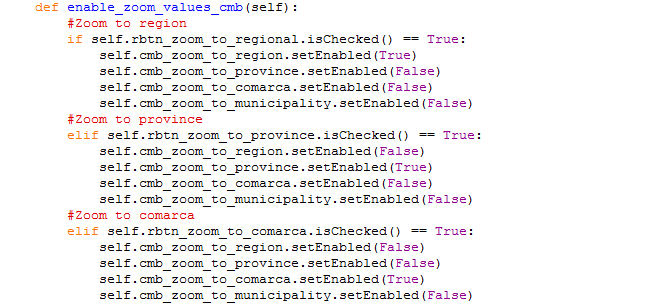 def enable_zoom_values_cmb(self):
#Zoom to region
if self.rbtn_zoom_to_regional.isChecked() == True:
self.cmb_zoom_to_region.setEnabled(True)
self.cmb_zoom_to_province.setEnabled(False)
self.cmb_zoom_to_comarca.setEnabled(False)
self.cmb_zoom_to_municipality.setEnabled(False)
#Zoom to province
elif self.rbtn_zoom_to_province.isChecked() == True:
self.cmb_zoom_to_region.setEnabled(False)
self.cmb_zoom_to_province.setEnabled(True)
self.cmb_zoom_to_comarca.setEnabled(False)
self.cmb_zoom_to_municipality.setEnabled(False)
#Zoom to comarca
elif self.rbtn_zoom_to_comarca.isChecked() == True:
self.cmb_zoom_to_region.setEnabled(False)
self.cmb_zoom_to_province.setEnabled(False)
self.cmb_zoom_to_comarca.setEnabled(True)
self.cmb_zoom_to_municipality.setEnabled(False)